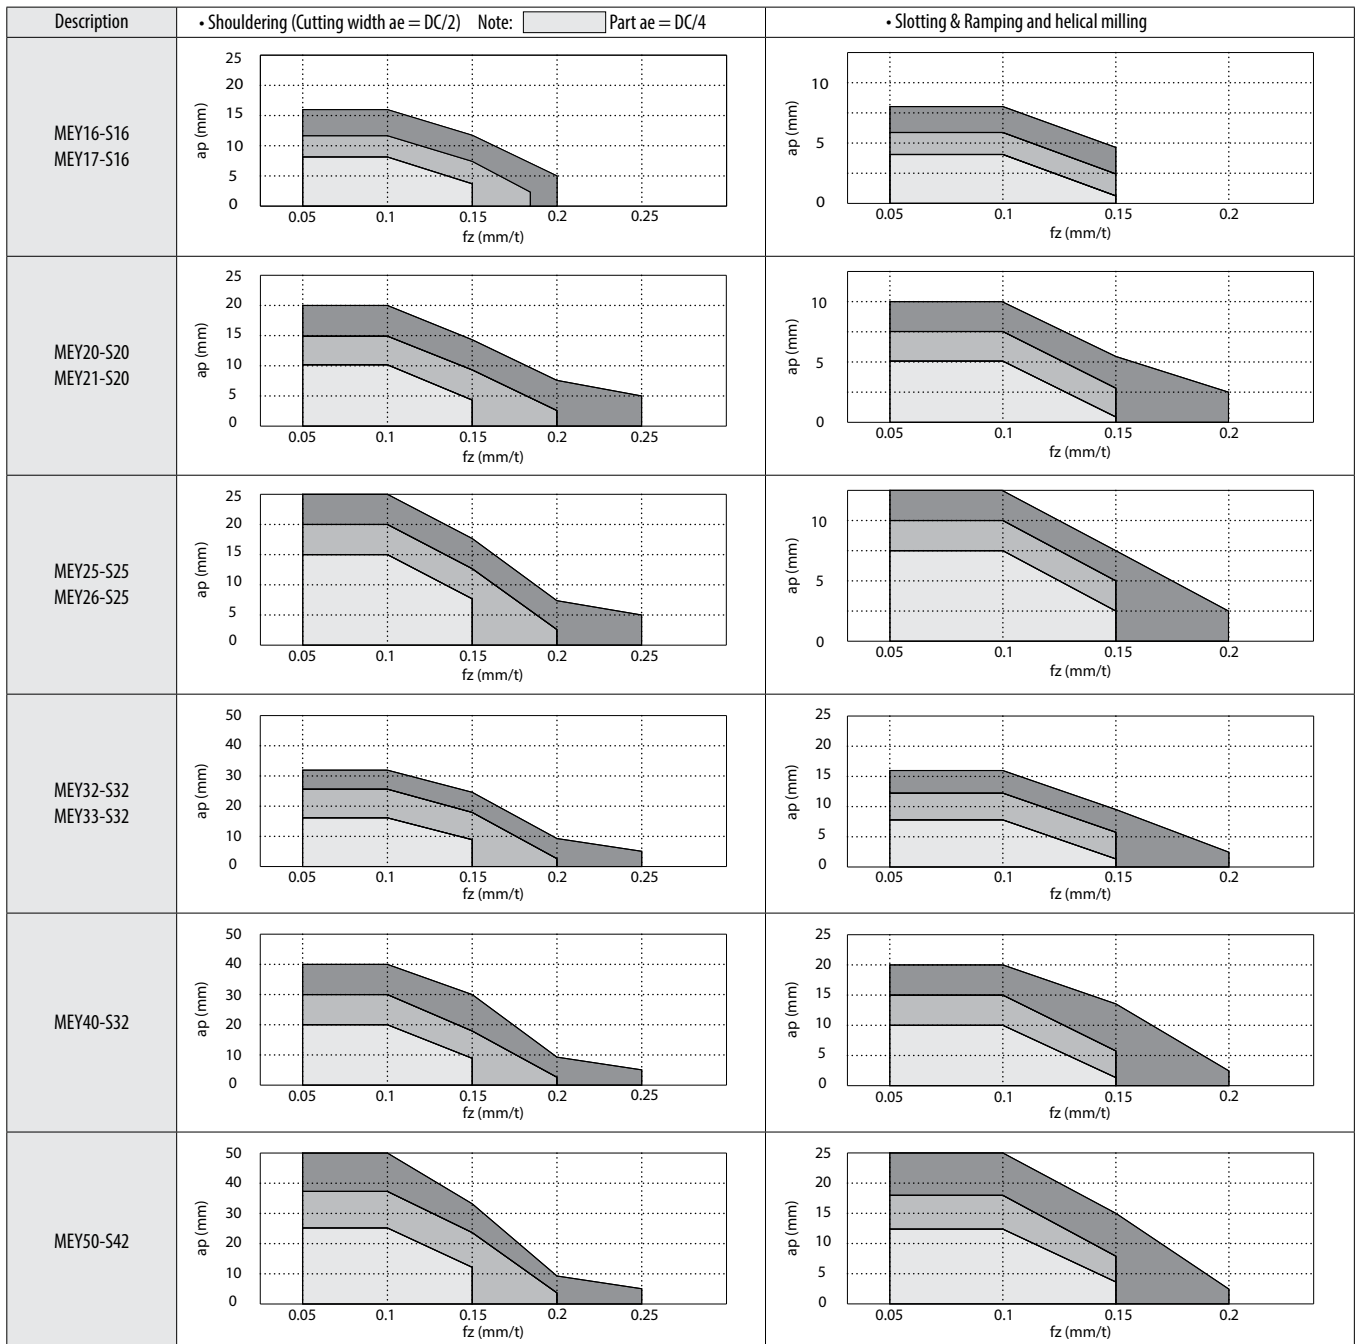 Description
• Shouldering (Cutting width ae = DC/2) Note: Part ae = DC/4
• Slotting & Ramping and helical milling
MEY16-S16
MEY17-S16
ap (mm)
25
20
15
10
5
0
0.05 0.1 0.15 0.2 0.25
fz (mm/t)
ap (mm)
10
5
0
0.05 0.1 0.15 0.2
fz (mm/t)
MEY20-S20
MEY21-S20
ap (mm)
25
20
15
10
5
0
0.05 0.1 0.15 0.2 0.25
fz (mm/t)
ap (mm)
10
5
0
0.05 0.1 0.15 0.2
fz (mm/t)
MEY25-S25
MEY26-S25
ap (mm)
25
20
15
10
5
0
0.05 0.1 0.15 0.2 0.25
fz (mm/t)
ap (mm)
10
5
0
0.05 0.1 0.15 0.2
fz (mm/t)
MEY32-S32
MEY33-S32
ap (mm)
50
40
30
20
10
0
0.05 0.1 0.15 0.2 0.25
fz (mm/t)
ap (mm)
25
20
15
10
5
0
0.05 0.1 0.15 0.2
fz (mm/t)
MEY40-S32
ap (mm)
50
40
30
20
10
0
0.05 0.1 0.15 0.2 0.25
fz (mm/t)
ap (mm)
25
20
15
10
5
0
0.05 0.1 0.15 0.2
fz (mm/t)
MEY50-S42
ap (mm)
50
40
30
20
10
0
0.05 0.1 0.15 0.2 0.25
fz (mm/t)
ap (mm)
25
20
15
10
5
0
0.05 0.1 0.15 0.2
fz (mm/t)